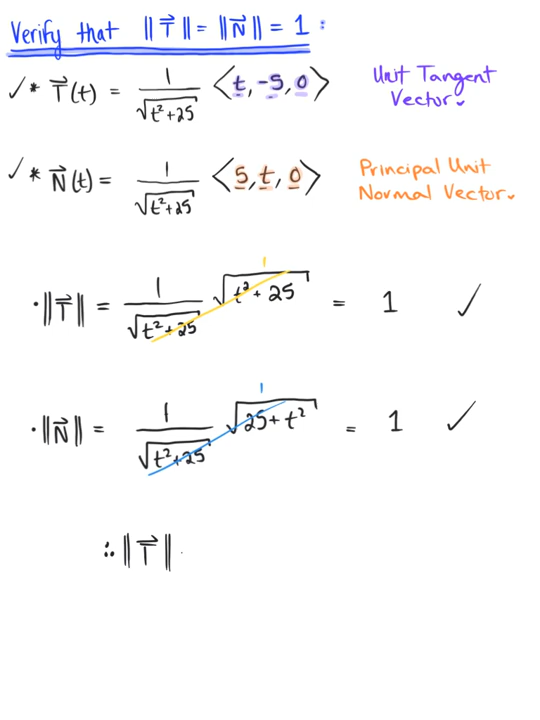 Verify that ||T⃗|| = ||N⃗|| = 1 :
✓ * T⃗(t) = 1/√(t²+25) ⟨t, -5, 0⟩ Unit Tangent Vector.
✓ * N⃗(t) = 1/√(t²+25) ⟨5, t, 0⟩ Principal Unit Normal Vector.
· ||T⃗|| = 1/√(t²+25) √(t²+25) 1 = 1 ✓
· ||N⃗|| = 1/√(t²+25) √(25+t²) 1 = 1 ✓
∴ ||T⃗||